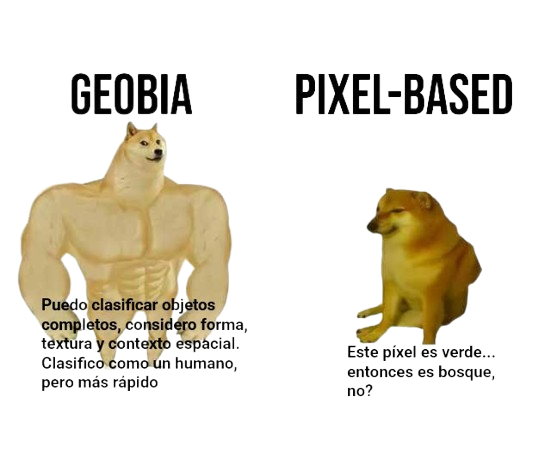 GEOBIA
PIXEL-BASED
Puedo clasificar objetos
completos, considero forma,
textura y contexto espacial.
Clasifico como un humano,
pero más rápido
Este píxel es verde...
entonces es bosque,
no?